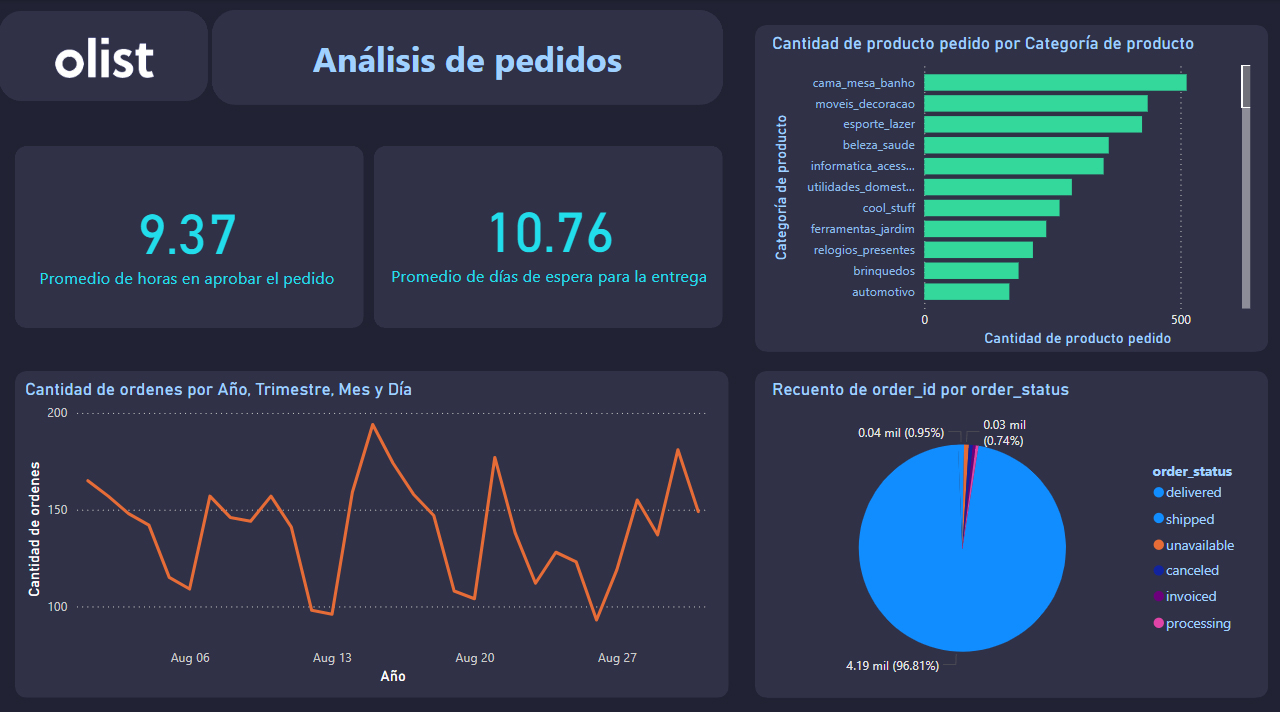 olist
Análisis de pedidos
9.37
Promedio de horas en aprobar el pedido
10.76
Promedio de días de espera para la entrega
Cantidad de producto pedido por Categoría de producto
Categoría de producto
cama_mesa_banho
moveis_decoracao
esporte_lazer
beleza_saude
informatica_acess...
utilidades_domest...
cool_stuff
ferramentas_jardim
relogios_presentes
brinquedos
automotivo
0
500
Cantidad de producto pedido
Cantidad de ordenes por Año, Trimestre, Mes y Día
Cantidad de ordenes
200
150
100
Aug 06
Aug 13
Aug 20
Aug 27
Año
Recuento de order_id por order_status
0.04 mil (0.95%)
0.03 mil
(0.74%)
4.19 mil (96.81%)
order_status
delivered
shipped
unavailable
canceled
invoiced
processing